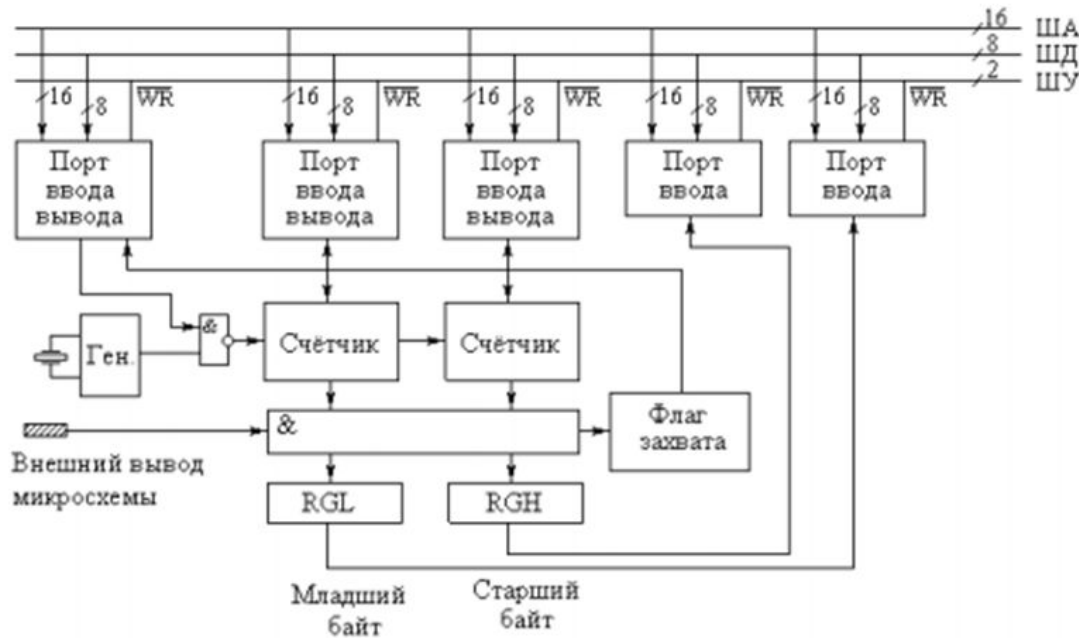 16 ША
8 ШД
2 ШУ
16 8 WR 16 8 WR 16 8 WR 16 8 WR 16 8 WR
Порт ввода вывода
Порт ввода вывода
Порт ввода вывода
Порт ввода
Порт ввода
Ген.
&
Счётчик
Счётчик
&
Флаг захвата
Внешний вывод
микросхемы
RGL
RGH
Младший
байт
Старший
байт